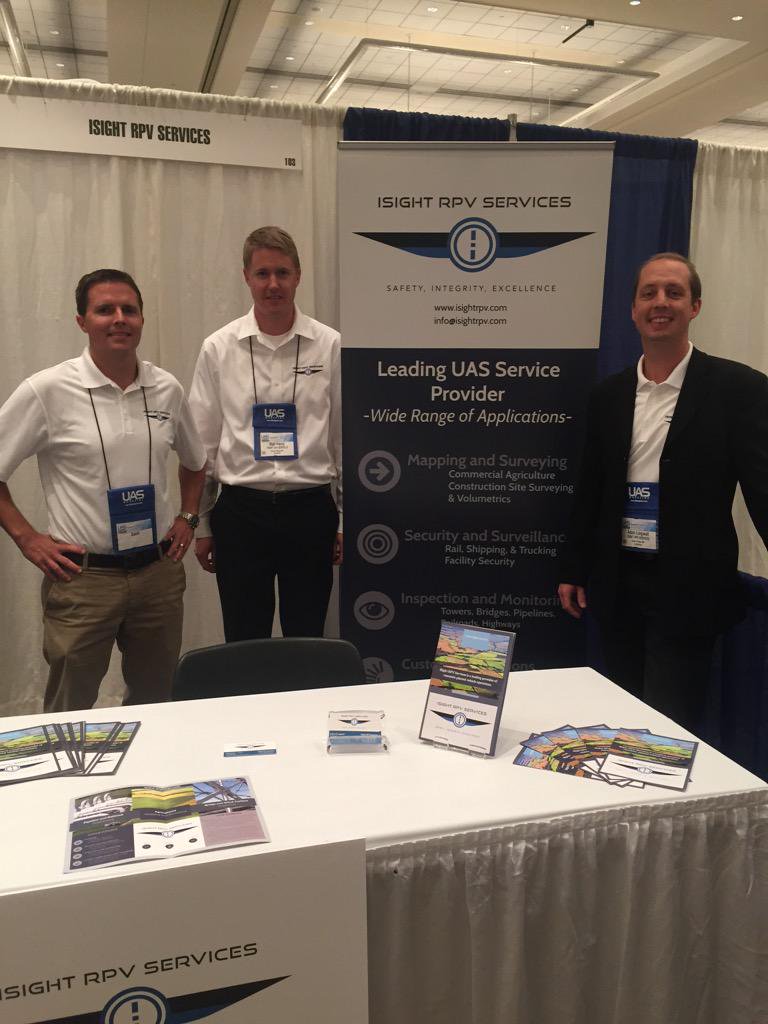 ISIGHT RPV SERVICES
103
ISIGHT RPV SERVICES
SAFETY, INTEGRITY, EXCELLENCE
www.isightrpv.com
info@isightrpv.com
Leading UAS Service
Provider
-Wide Range of Applications-
Mapping and Surveying
Commercial Agriculture
Construction Site Surveying
& Volumetrics
Security and Surveillanc
Rail, Shipping, & Trucking
Facility Security
Inspection and Monitorin
Towers, Bridges, Pipelines,
Railroads, Highways
UAS
UAS
UAS
ISIGHT RPV SERVICES
ISIGHT RPV SERVICES